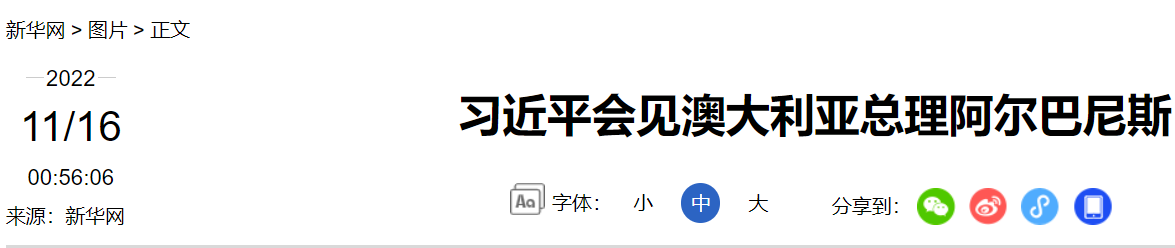 新华网 > 图片 > 正文
2022
11/16
00:56:06
来源：新华网
习近平会见澳大利亚总理阿尔巴尼斯
Aa 字体： 小 中 大 分享到：